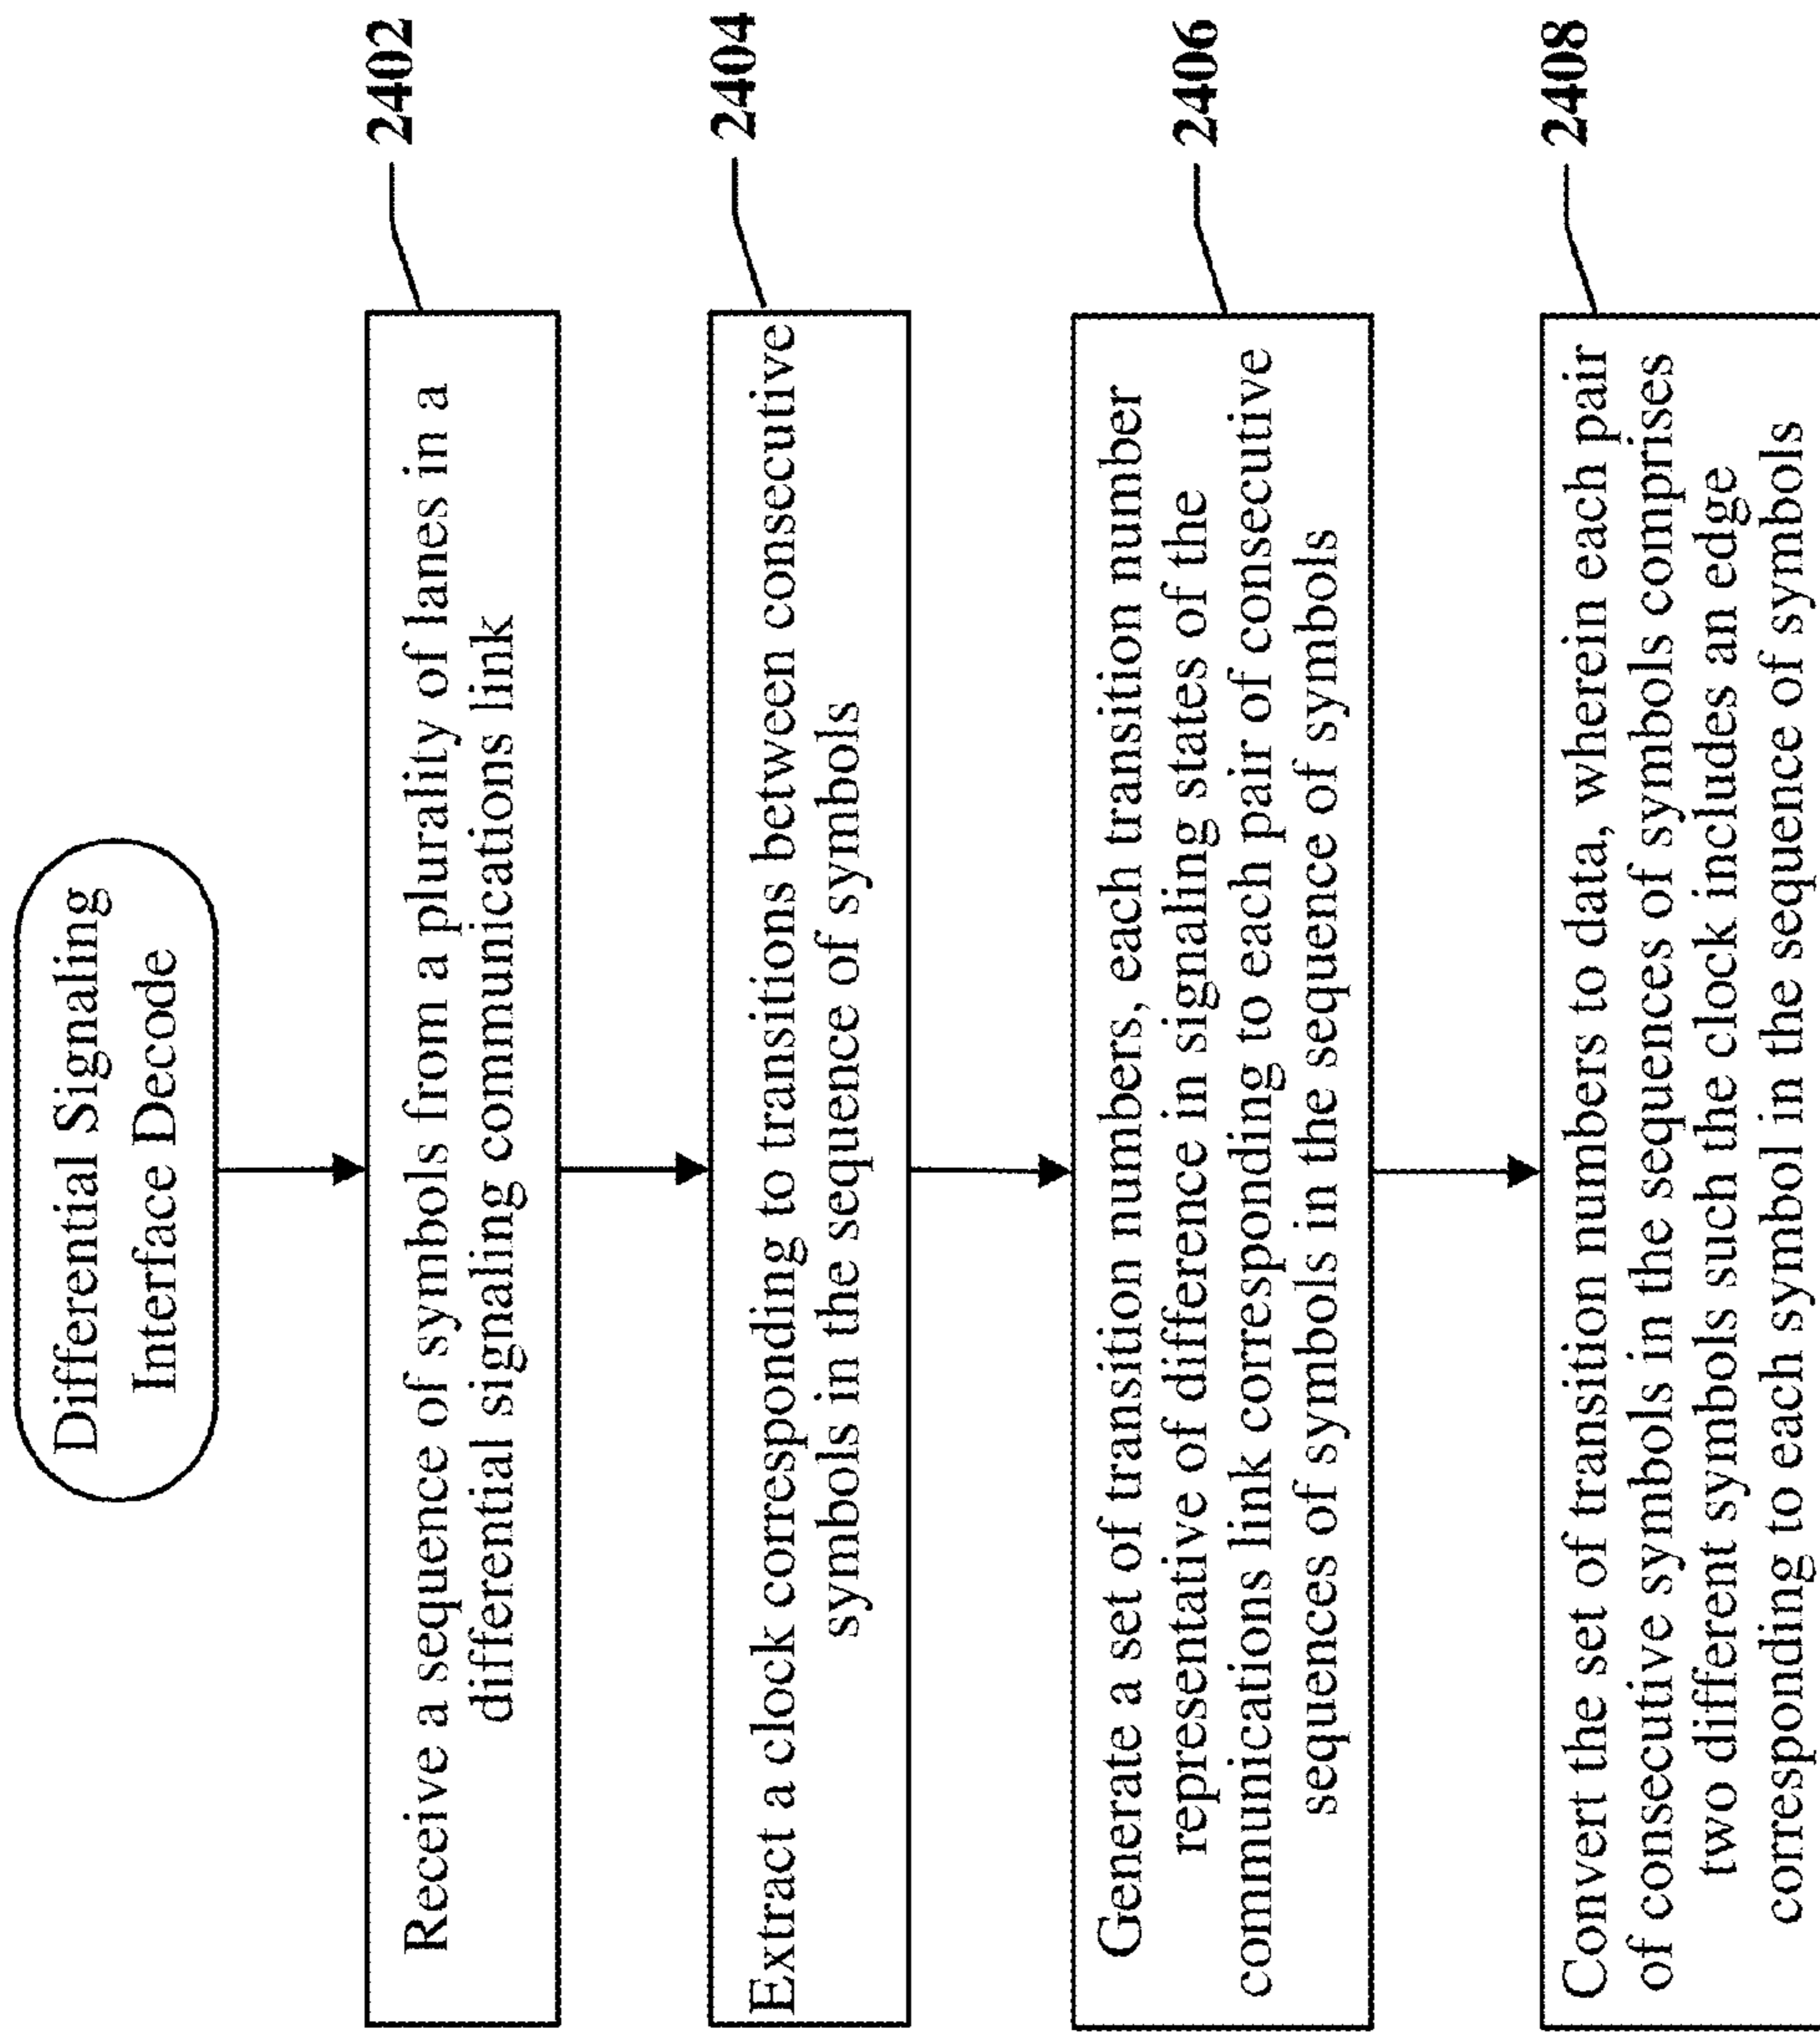 Differential Signaling
Interface Decode
2402
Receive a sequence of symbols from a plurality of lanes in a
differential signaling communications link
2404
Extract a clock corresponding to transitions between consecutive
symbols in the sequence of symbols
2406
Generate a set of transition numbers, each transition number
representative of difference in signaling states of the
communications link corresponding to each pair of consecutive
sequences of symbols in the sequence of symbols
2408
Convert the set of transition numbers to data, wherein each pair
of consecutive symbols in the sequences of symbols comprises
two different symbols such the clock includes an edge
corresponding to each symbol in the sequence of symbols